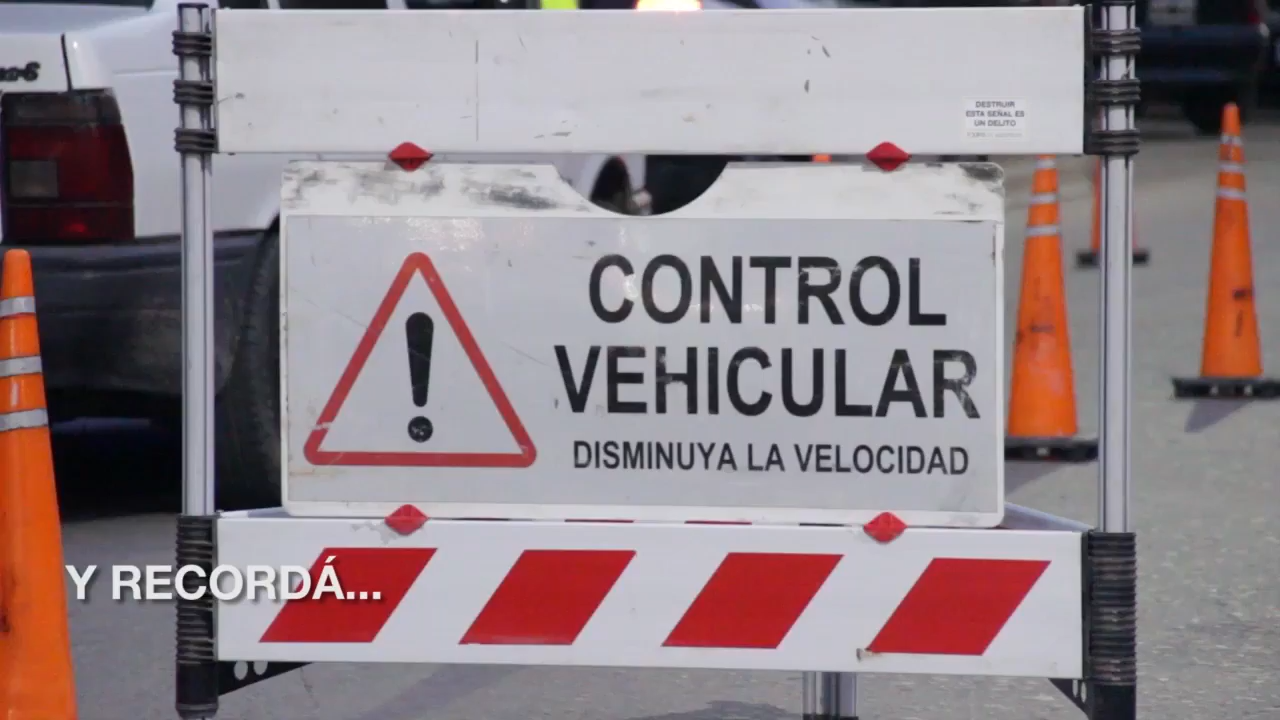 DESTRUIR
ESTA SEÑAL ES
UN DELITO
CONTROL
VEHICULAR
DISMINUYA LA VELOCIDAD
Y RECORDÁ...